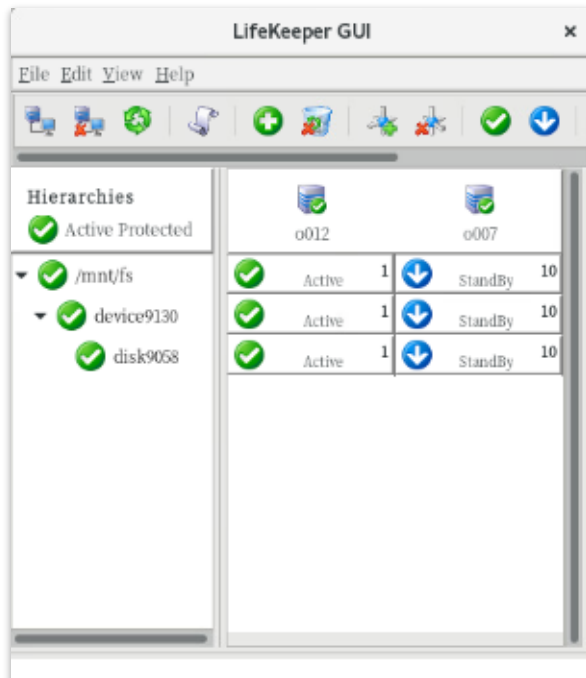 LifeKeeper GUI ×
File Edit View Help
Hierarchies
Active Protected
o012 o007
/mnt/fs Active 1 StandBy 10
device9130 Active 1 StandBy 10
disk9058 Active 1 StandBy 10